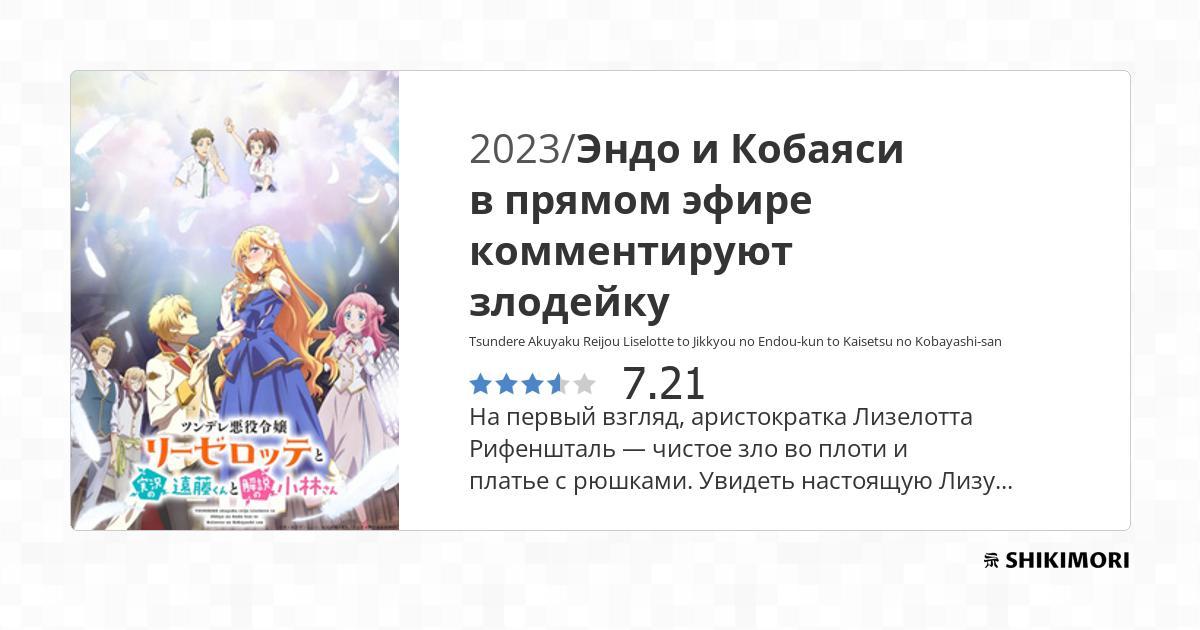 2023/Эндо и Кобаяси
в прямом эфире
комментируют
злодейку
Tsundere Akuyaku Reijou Liselotte to Jikkyou no Endou-kun to Kaisetsu no Kobayashi-san
7.21
На первый взгляд, аристократка Лизелотта
Рифеншталь — чистое зло во плоти и
платье с рюшками. Увидеть настоящую Лизу...
ツンデレ悪役令嬢
リーゼロッテと
実況の遠藤くんと解説の小林さん
SHIKIMORI